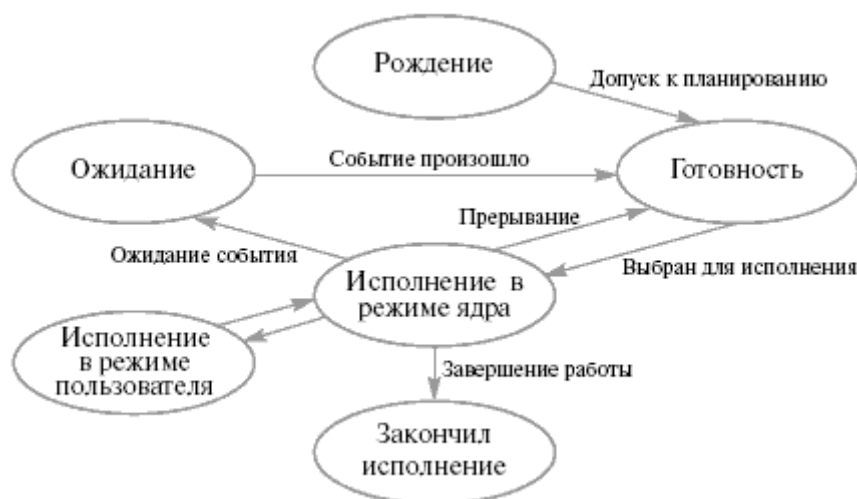 Рождение
Допуск к планированию
Ожидание
Событие произошло
Готовность
Прерывание
Ожидание события
Выбран для исполнения
Исполнение в
режиме ядра
Исполнение
в режиме
пользователя
Завершение работы
Закончил
исполнение